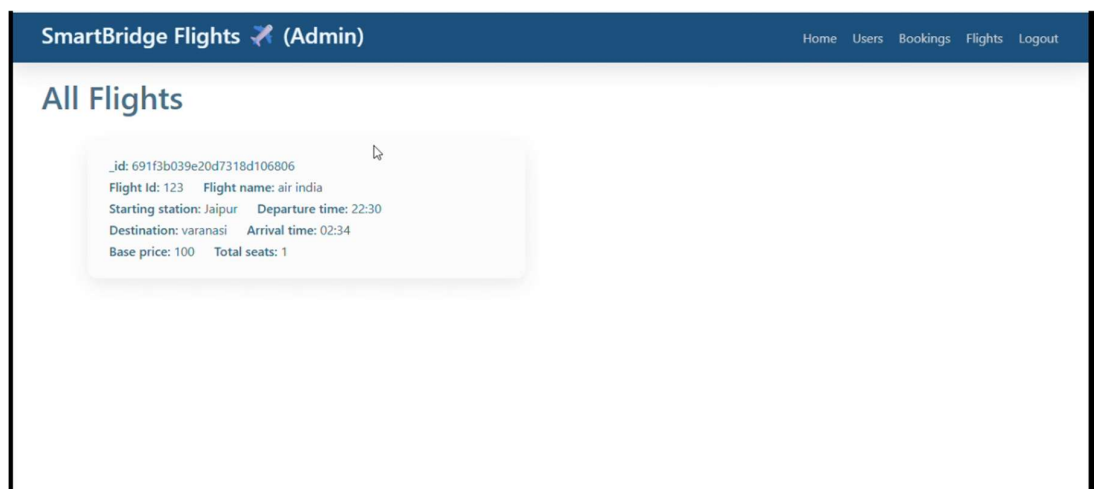 SmartBridge Flights ✈️ (Admin)
Home Users Bookings Flights Logout
All Flights
_id: 691f3b039e20d7318d106806
Flight Id: 123 Flight name: air india
Starting station: Jaipur Departure time: 22:30
Destination: varanasi Arrival time: 02:34
Base price: 100 Total seats: 1